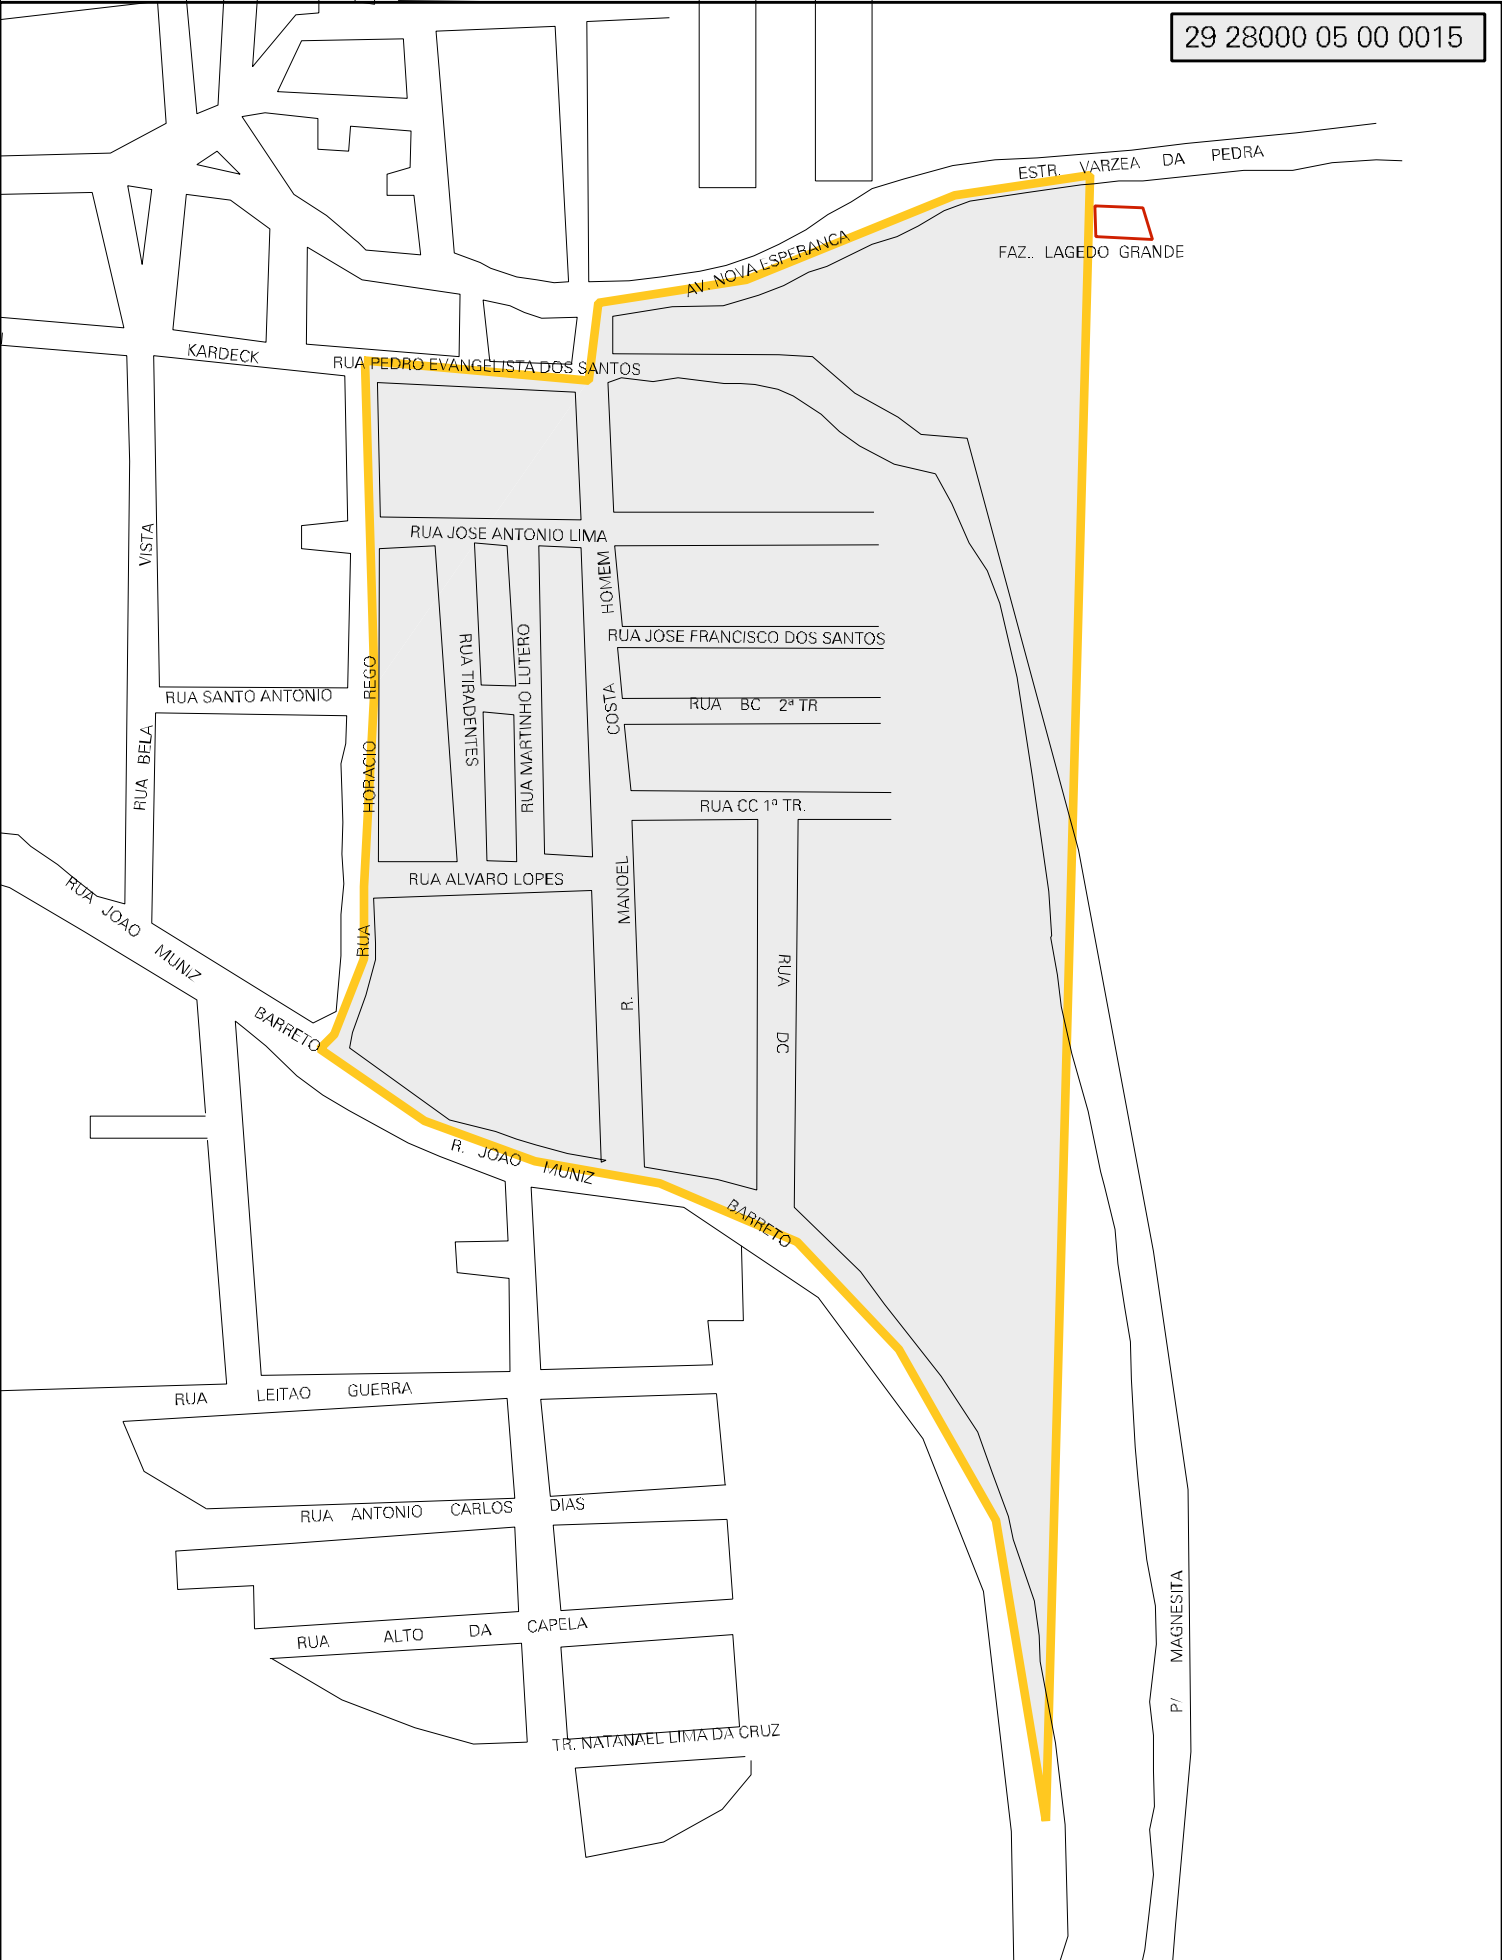 29 28000 05 00 0015
ESTR. VARZEA DA PEDRA
FAZ.. LAGEDO GRANDE
AV. NOVA ESPERANCA
KARDECK
RUA PEDRO EVANGELISTA DOS SANTOS
RUA JOSE ANTONIO LIMA
RUA BELA VISTA
RUA SANTO ANTONIO
RUA HORACIO REGO
RUA TIRADENTES
RUA MARTINHO LUTERO
R. MANOEL COSTA HOMEM
RUA JOSE FRANCISCO DOS SANTOS
RUA BC 2ª TR
RUA CC 1ª TR.
RUA ALVARO LOPES
RUA DC
RUA JOAO MUNIZ BARRETO
R. JOAO MUNIZ BARRETO
RUA LEITAO GUERRA
RUA ANTONIO CARLOS DIAS
RUA ALTO DA CAPELA
TR. NATANAEL LIMA DA CRUZ
P/ MAGNESITA